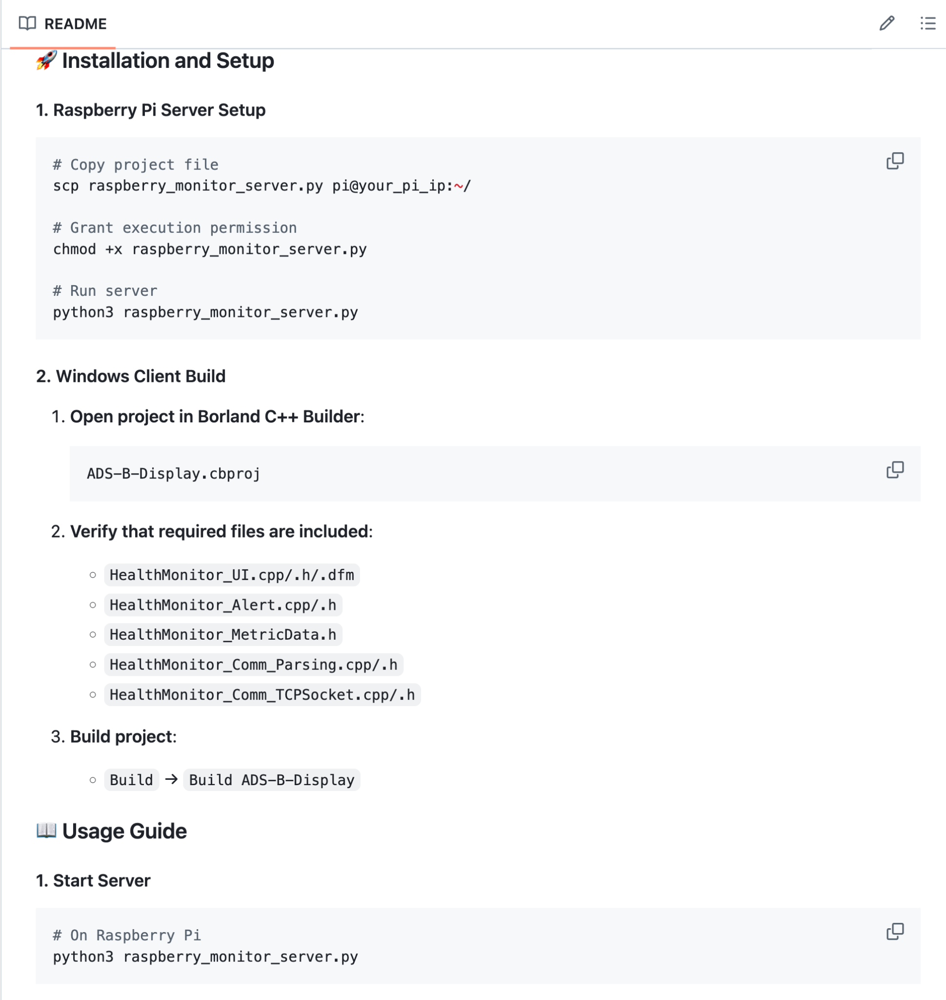 README
🚀 Installation and Setup
1. Raspberry Pi Server Setup
# Copy project file
scp raspberry_monitor_server.py pi@your_pi_ip:~/
# Grant execution permission
chmod +x raspberry_monitor_server.py
# Run server
python3 raspberry_monitor_server.py
2. Windows Client Build
1. Open project in Borland C++ Builder:
ADS-B-Display.cbproj
2. Verify that required files are included:
○ HealthMonitor_UI.cpp/.h/.dfm
○ HealthMonitor_Alert.cpp/.h
○ HealthMonitor_MetricData.h
○ HealthMonitor_Comm_Parsing.cpp/.h
○ HealthMonitor_Comm_TCPSocket.cpp/.h
3. Build project:
○ Build → Build ADS-B-Display
📖 Usage Guide
1. Start Server
# On Raspberry Pi
python3 raspberry_monitor_server.py